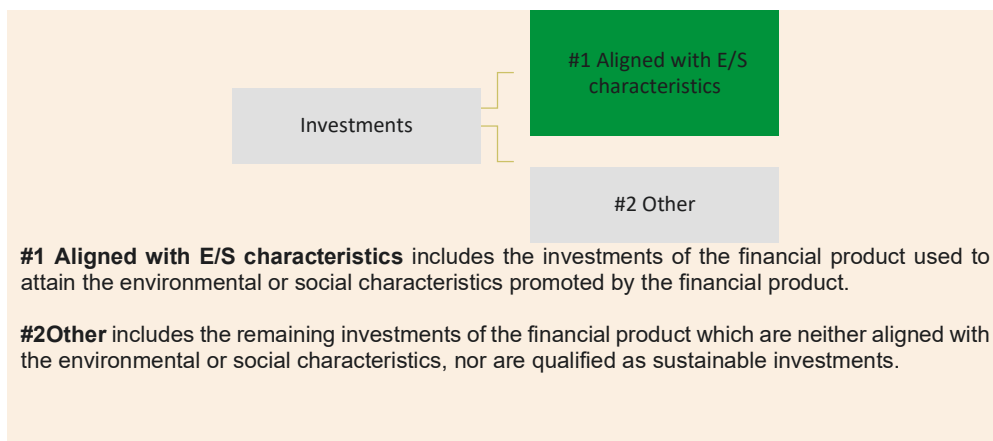 #1 Aligned with E/S
characteristics
Investments
#2 Other
#1 Aligned with E/S characteristics includes the investments of the financial product used to
attain the environmental or social characteristics promoted by the financial product.
#2Other includes the remaining investments of the financial product which are neither aligned with
the environmental or social characteristics, nor are qualified as sustainable investments.